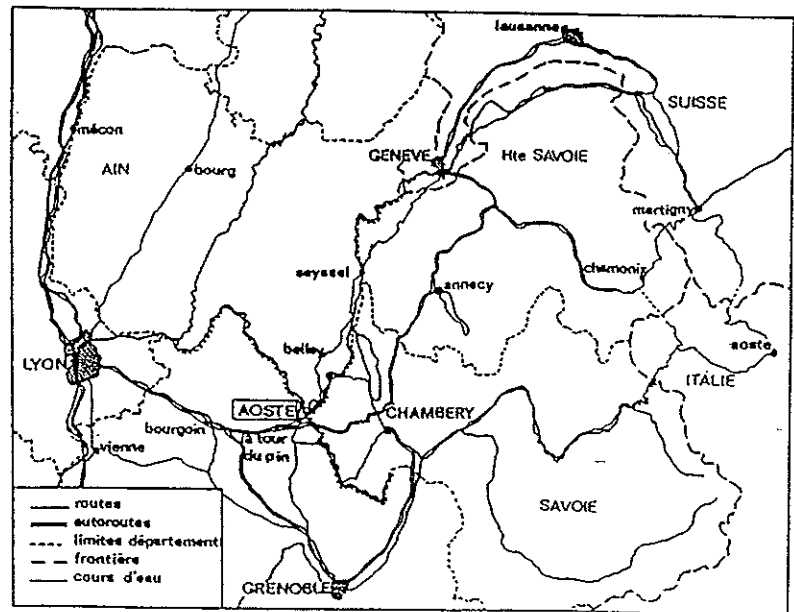 lausanne
SUISSE
mâcon
AIN
bourg
GENEVE
Hte SAVOIE
martigny
seyssel
chamonix
annecy
aoste
belley
LYON
ITALIE
AOSTE
CHAMBERY
bourgoin
la tour
du pin
vienne
SAVOIE
GRENOBLE
routes
autoroutes
limites département
frontière
cours d'eau